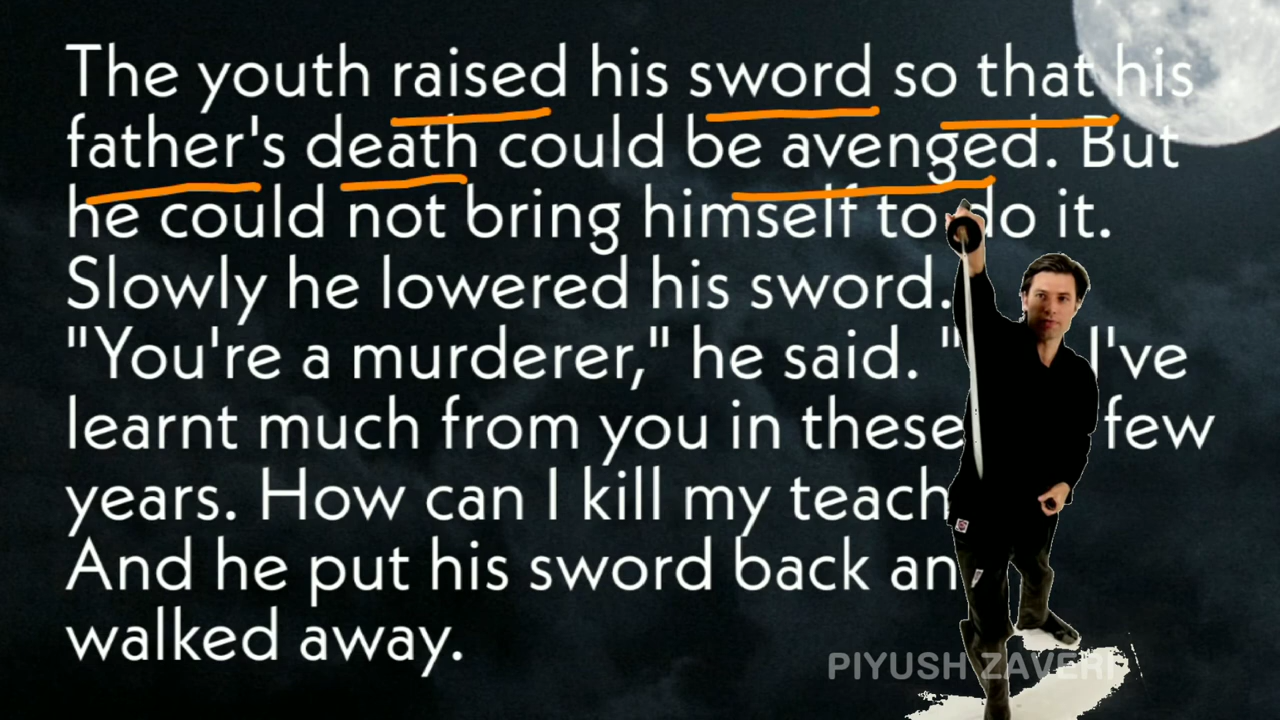 The youth raised his sword so that his
father's death could be avenged. But
he could not bring himself to do it.
Slowly he lowered his sword.
"You're a murderer," he said. " I've
learnt much from you in these few
years. How can I kill my teach
And he put his sword back an
walked away.
PIYUSH ZAVERI